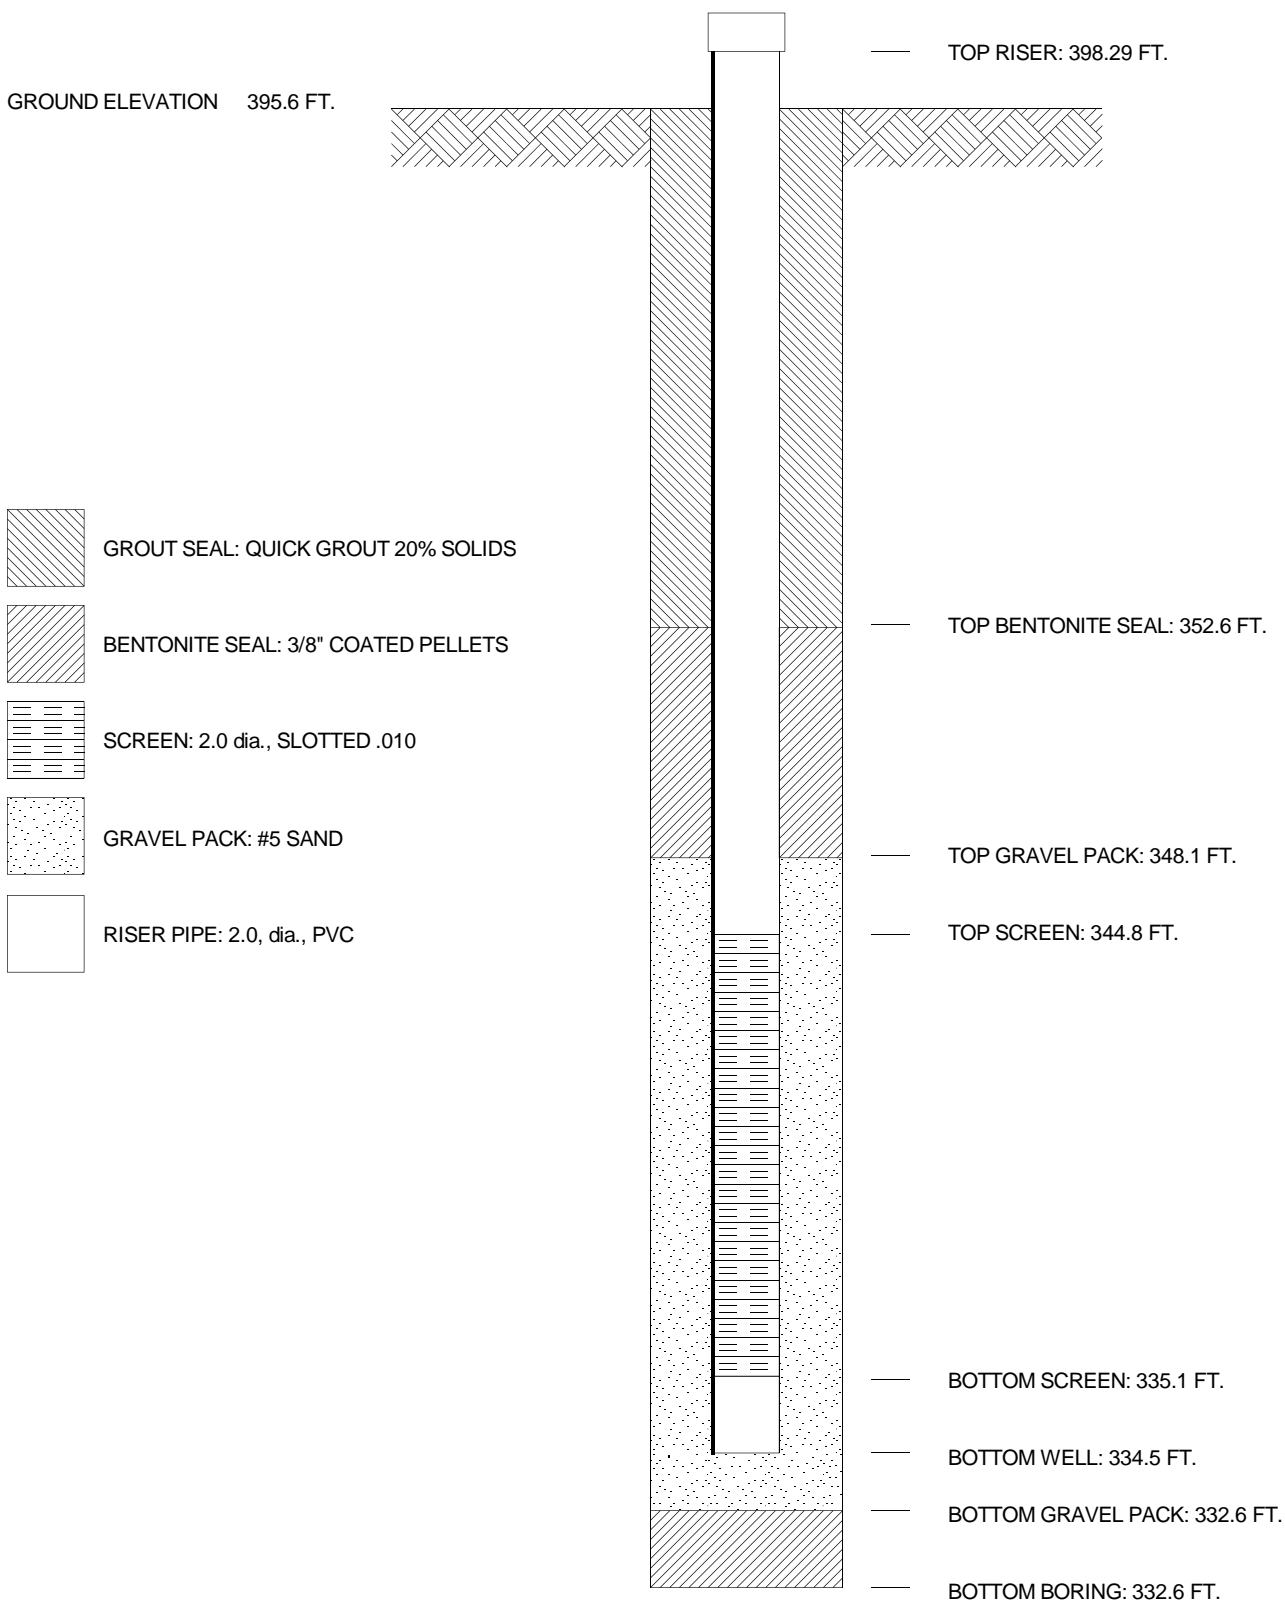 TOP RISER: 398.29 FT.
GROUND ELEVATION 395.6 FT.
GROUT SEAL: QUICK GROUT 20% SOLIDS
TOP BENTONITE SEAL: 352.6 FT.
BENTONITE SEAL: 3/8" COATED PELLETS
SCREEN: 2.0 dia., SLOTTED .010
GRAVEL PACK: #5 SAND
TOP GRAVEL PACK: 348.1 FT.
RISER PIPE: 2.0, dia., PVC
TOP SCREEN: 344.8 FT.
BOTTOM SCREEN: 335.1 FT.
BOTTOM WELL: 334.5 FT.
BOTTOM GRAVEL PACK: 332.6 FT.
BOTTOM BORING: 332.6 FT.